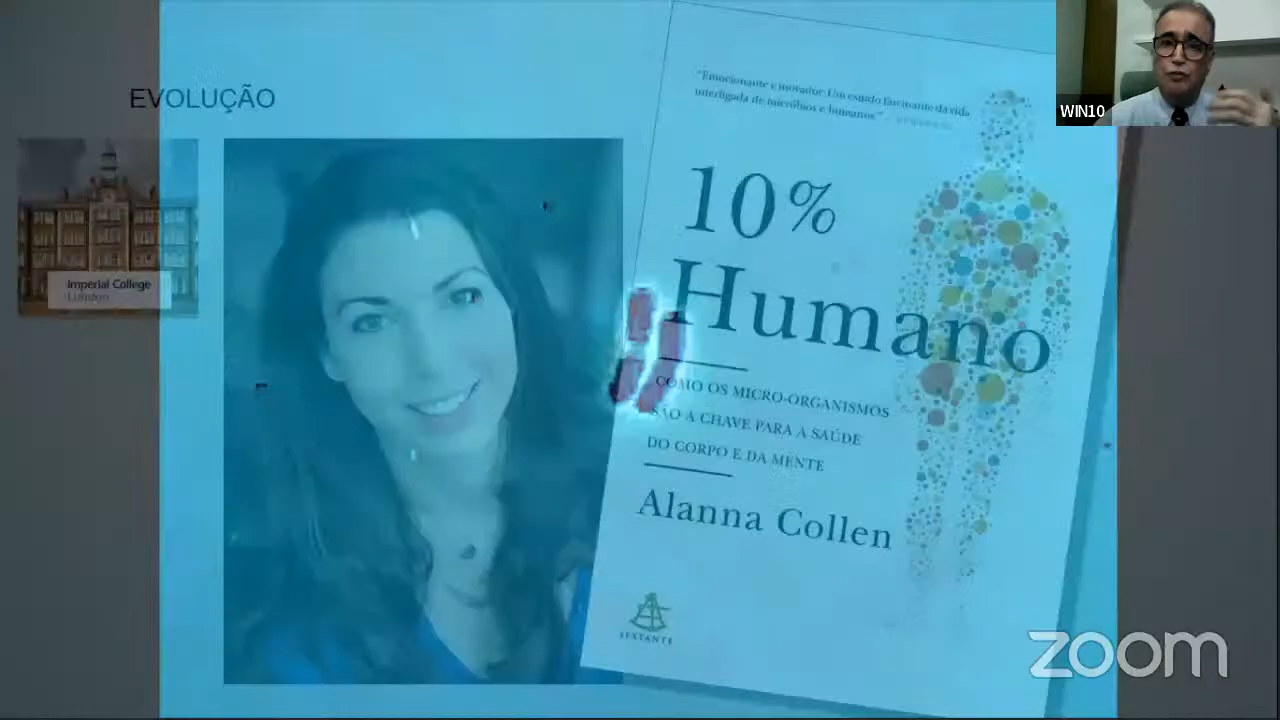 EVOLUÇÃO
WIN10
Imperial College
London
"Emocionante e inovador. Um estudo fascinante da vida
interligada de micróbios e humanos."
10%
Humano
COMO OS MICRO-ORGANISMOS
SÃO A CHAVE PARA A SAÚDE
DO CORPO E DA MENTE
Alanna Collen
SEXTANTE
zoom